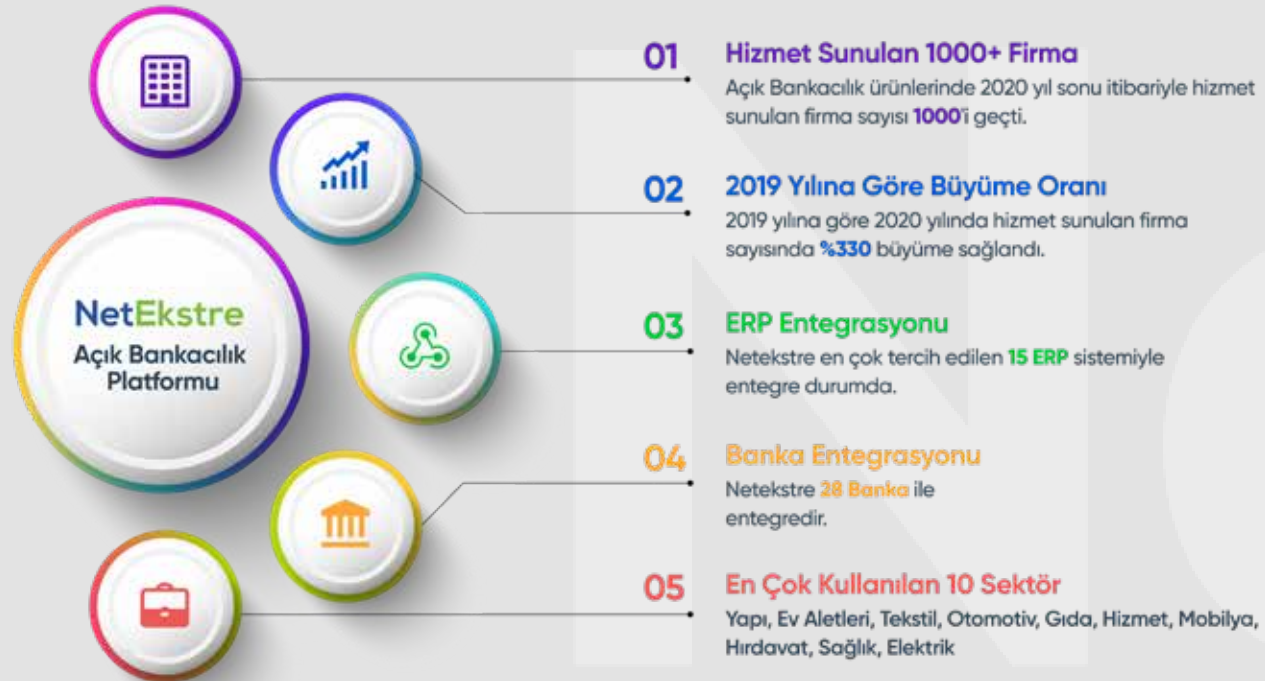 NetEkstre
Açık Bankacılık
Platformu
01
Hizmet Sunulan 1000+ Firma
Açık Bankacılık ürünlerinde 2020 yıl sonu itibariyle hizmet
sunulan firma sayısı 1000'i geçti.
02
2019 Yılına Göre Büyüme Oranı
2019 yılına göre 2020 yılında hizmet sunulan firma
sayısında %330 büyüme sağlandı.
03
ERP Entegrasyonu
Netekstre en çok tercih edilen 15 ERP sistemiyle
entegre durumda.
04
Banka Entegrasyonu
Netekstre 28 Banka ile
entegredir.
05
En Çok Kullanılan 10 Sektör
Yapı, Ev Aletleri, Tekstil, Otomotiv, Gıda, Hizmet, Mobilya,
Hırdavat, Sağlık, Elektrik